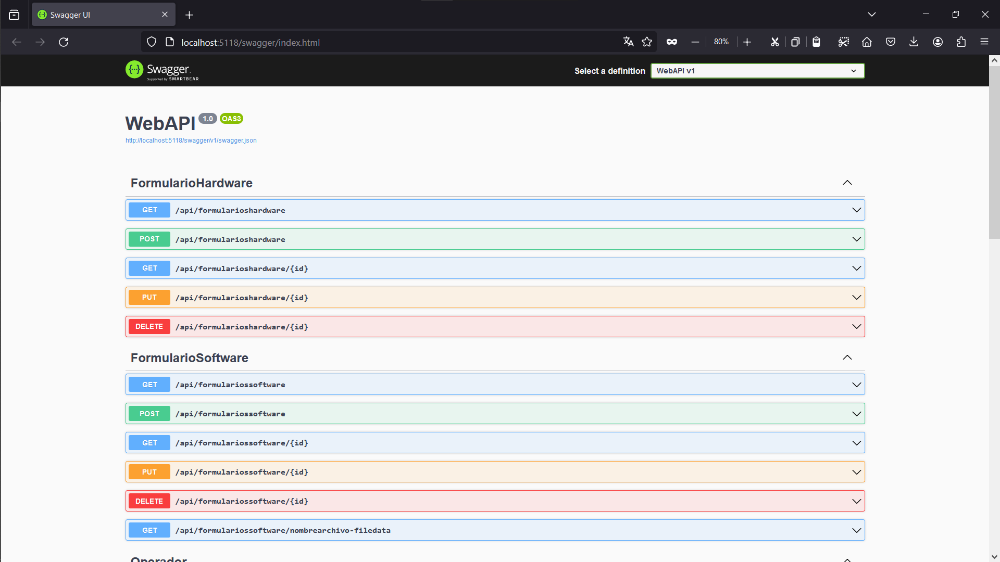 Swagger UI
localhost:5118/swagger/index.html
80%
Swagger
Supported by SMARTBEAR
Select a definition
WebAPI v1
WebAPI 1.0 OAS3
http://localhost:5118/swagger/v1/swagger.json
FormularioHardware
GET /api/formularioshardware
POST /api/formularioshardware
GET /api/formularioshardware/{id}
PUT /api/formularioshardware/{id}
DELETE /api/formularioshardware/{id}
FormularioSoftware
GET /api/formulariossoftware
POST /api/formulariossoftware
GET /api/formulariossoftware/{id}
PUT /api/formulariossoftware/{id}
DELETE /api/formulariossoftware/{id}
GET /api/formulariossoftware/nombrearchivo-filedata
Operador